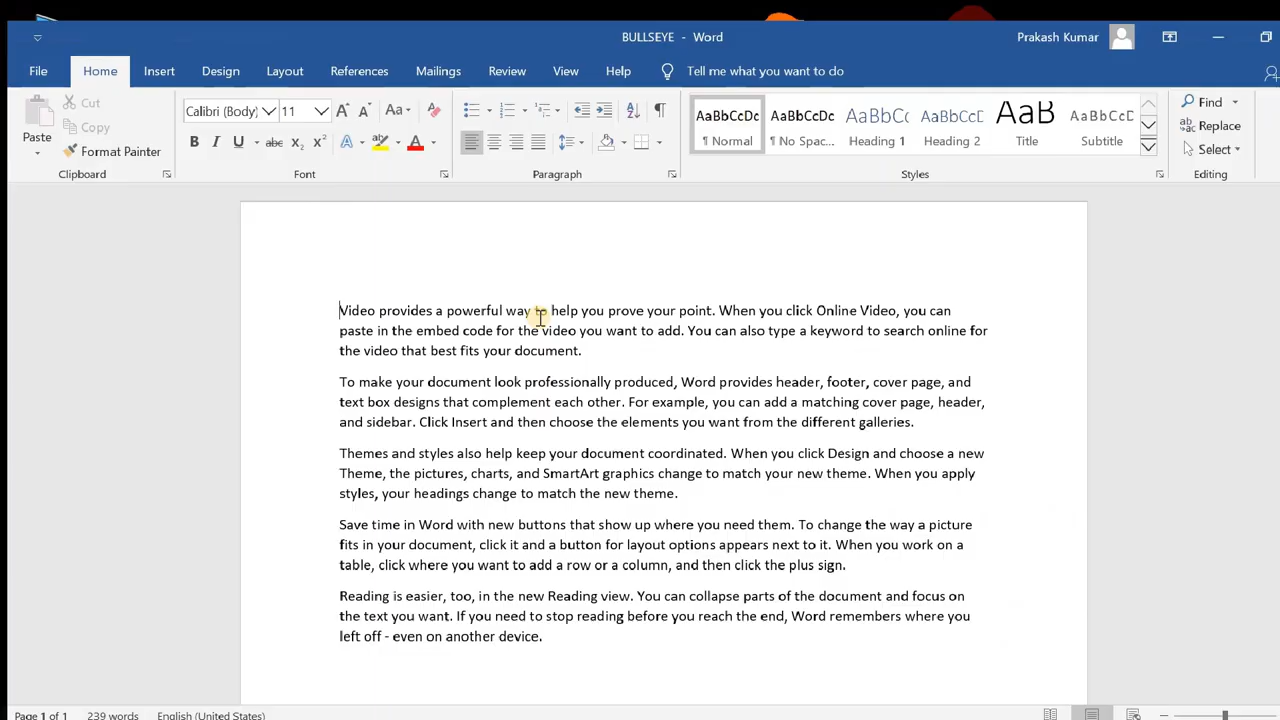 BULLSEYE - Word
Prakash Kumar
File Home Insert Design Layout References Mailings Review View Help Tell me what you want to do
Paste
Cut
Copy
Format Painter
Clipboard
Calibri (Body) 11 Aa
B I U abc x₂ x² A A
Font
Paragraph
AaBbCcDc AaBbCcDc AaBbCc AaBbCcC AaB AaBbCcD
¶ Normal ¶ No Spac... Heading 1 Heading 2 Title Subtitle
Styles
Find
Replace
Select
Editing
Video provides a powerful way to help you prove your point. When you click Online Video, you can
paste in the embed code for the video you want to add. You can also type a keyword to search online for
the video that best fits your document.
To make your document look professionally produced, Word provides header, footer, cover page, and
text box designs that complement each other. For example, you can add a matching cover page, header,
and sidebar. Click Insert and then choose the elements you want from the different galleries.
Themes and styles also help keep your document coordinated. When you click Design and choose a new
Theme, the pictures, charts, and SmartArt graphics change to match your new theme. When you apply
styles, your headings change to match the new theme.
Save time in Word with new buttons that show up where you need them. To change the way a picture
fits in your document, click it and a button for layout options appears next to it. When you work on a
table, click where you want to add a row or a column, and then click the plus sign.
Reading is easier, too, in the new Reading view. You can collapse parts of the document and focus on
the text you want. If you need to stop reading before you reach the end, Word remembers where you
left off - even on another device.
Page 1 of 1 239 words English (United States)